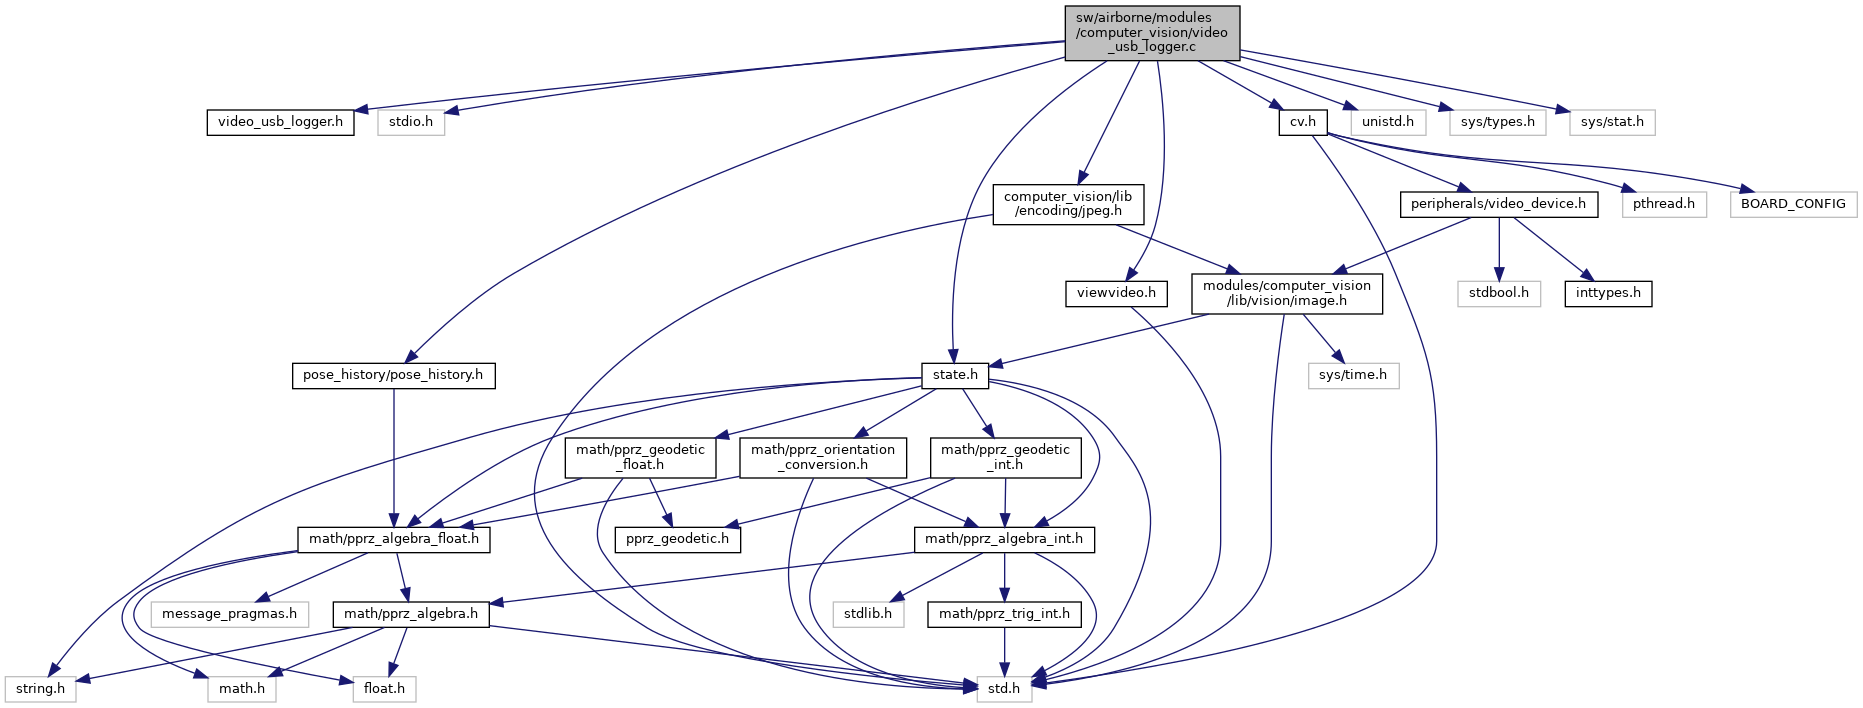 sw/airborne/modules
/computer_vision/video
_usb_logger.c
video_usb_logger.h
stdio.h
cv.h
unistd.h
sys/types.h
sys/stat.h
computer_vision/lib
/encoding/jpeg.h
peripherals/video_device.h
pthread.h
BOARD_CONFIG
viewvideo.h
modules/computer_vision
/lib/vision/image.h
stdbool.h
inttypes.h
pose_history/pose_history.h
state.h
sys/time.h
math/pprz_geodetic
_float.h
math/pprz_orientation
_conversion.h
math/pprz_geodetic
_int.h
math/pprz_algebra_float.h
pprz_geodetic.h
math/pprz_algebra_int.h
message_pragmas.h
math/pprz_algebra.h
stdlib.h
math/pprz_trig_int.h
string.h
math.h
float.h
std.h